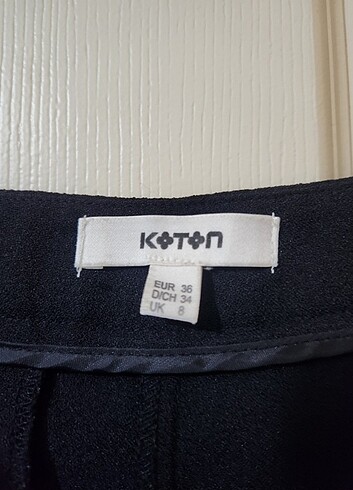 KOTON
EUR 36
D/CH 34
UK 8